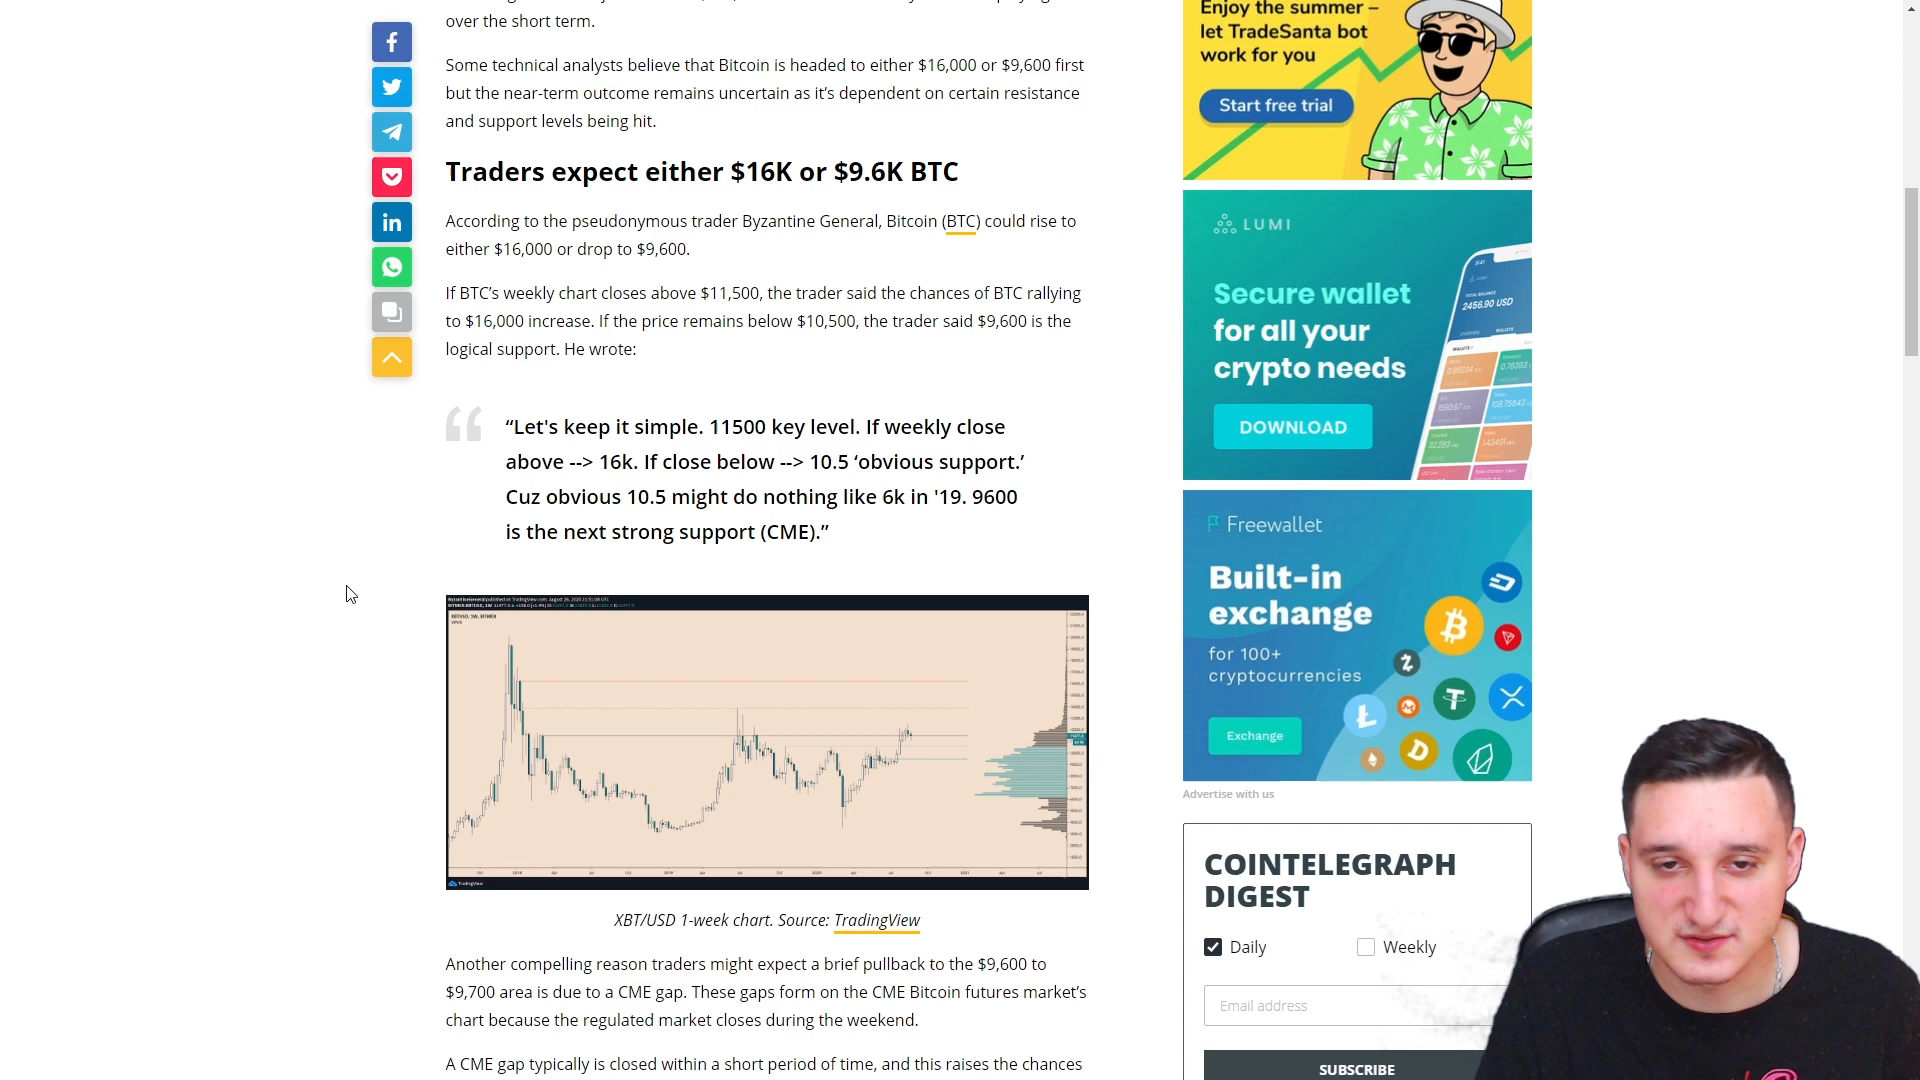 over the short term.
Some technical analysts believe that Bitcoin is headed to either $16,000 or $9,600 first
but the near-term outcome remains uncertain as it’s dependent on certain resistance
and support levels being hit.
Traders expect either $16K or $9.6K BTC
According to the pseudonymous trader Byzantine General, Bitcoin (BTC) could rise to
either $16,000 or drop to $9,600.
If BTC’s weekly chart closes above $11,500, the trader said the chances of BTC rallying
to $16,000 increase. If the price remains below $10,500, the trader said $9,600 is the
logical support. He wrote:
“Let's keep it simple. 11500 key level. If weekly close
above --> 16k. If close below --> 10.5 ‘obvious support.’
Cuz obvious 10.5 might do nothing like 6k in '19. 9600
is the next strong support (CME).”
TradingView
XBT/USD 1-week chart. Source: TradingView
Another compelling reason traders might expect a brief pullback to the $9,600 to
$9,700 area is due to a CME gap. These gaps form on the CME Bitcoin futures market’s
chart because the regulated market closes during the weekend.
A CME gap typically is closed within a short period of time, and this raises the chances
Enjoy the summer –
let TradeSanta bot
work for you
Start free trial
LUMI
Secure wallet
for all your
crypto needs
DOWNLOAD
2456.90 USD
Freewallet
Built-in
exchange
for 100+
cryptocurrencies
Exchange
Advertise with us
COINTELEGRAPH
DIGEST
Daily
Weekly
Email address
SUBSCRIBE